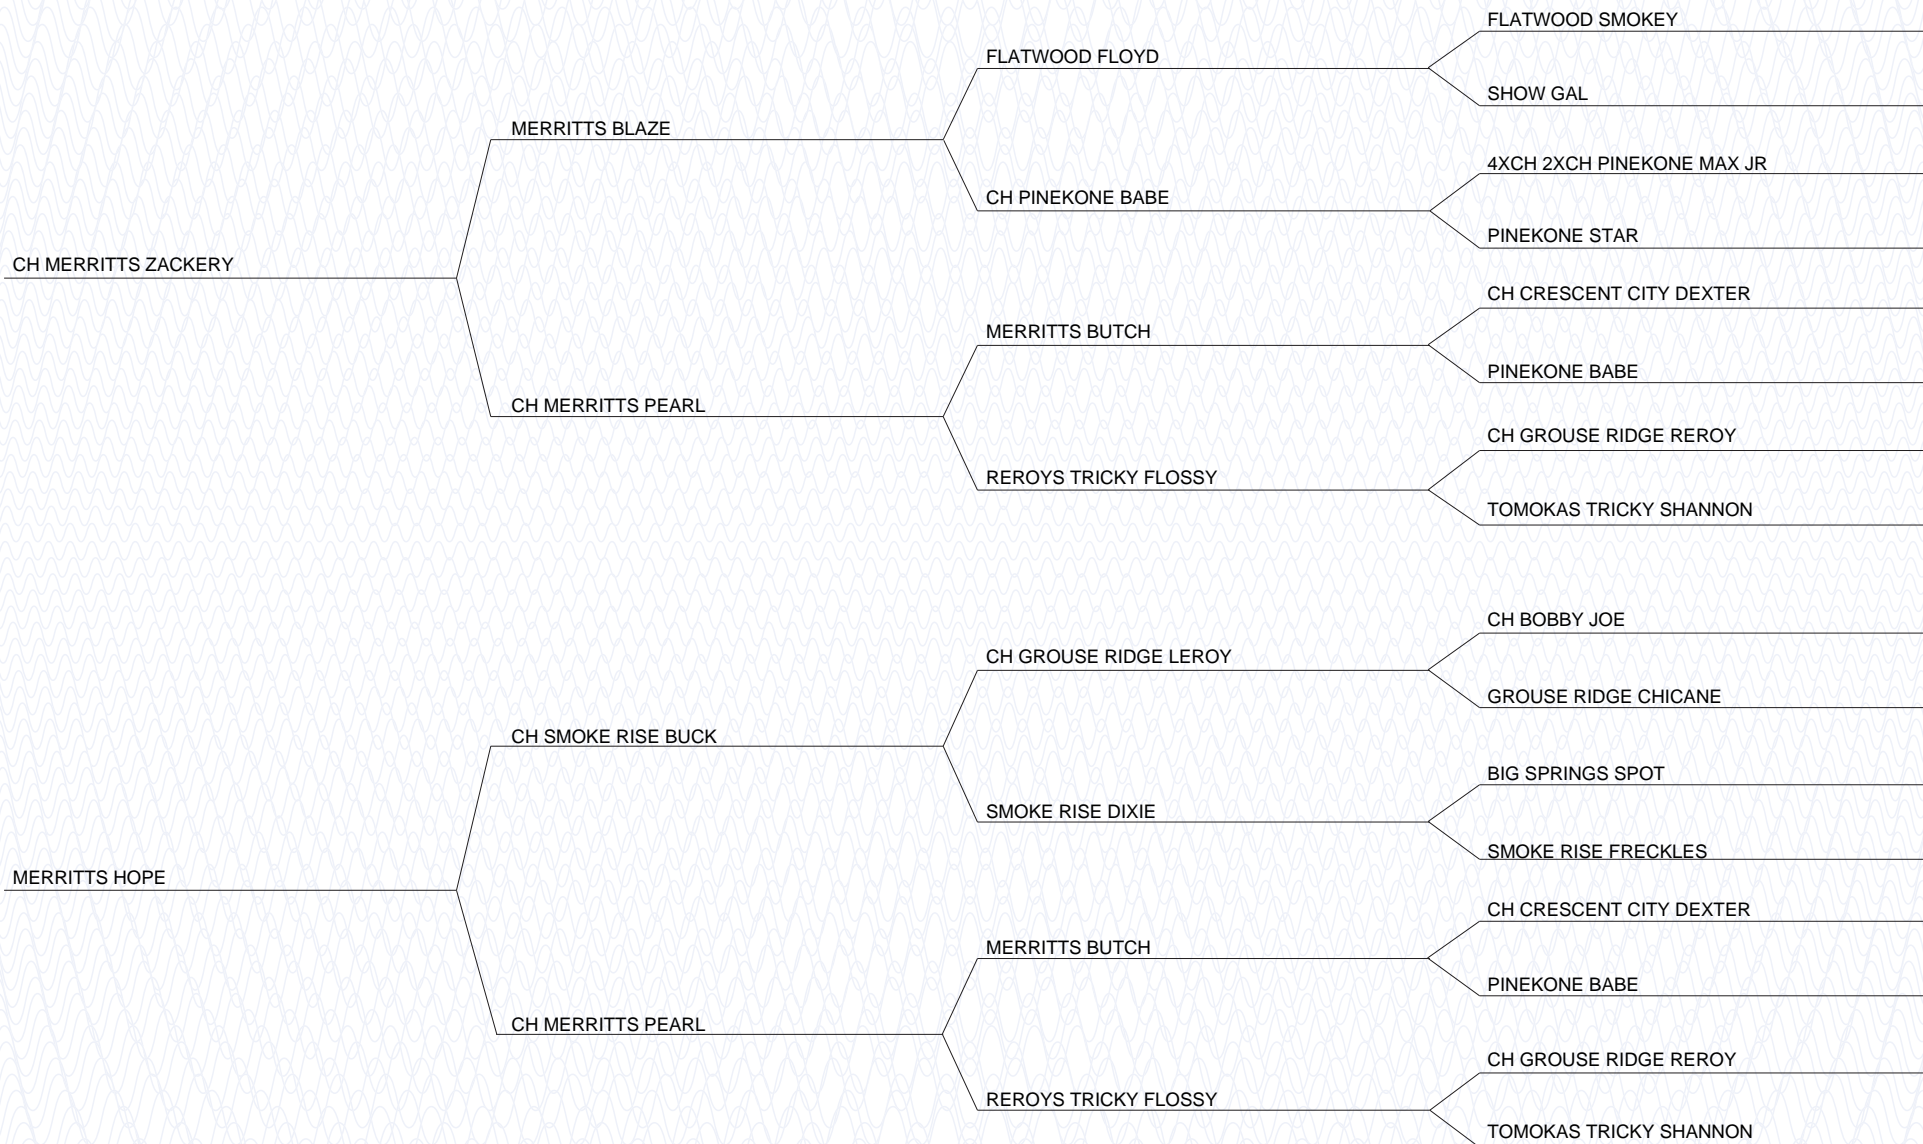 FLATWOOD SMOKEY
FLATWOOD FLOYD
SHOW GAL
MERRITTS BLAZE
4XCH 2XCH PINEKONE MAX JR
CH PINEKONE BABE
PINEKONE STAR
CH MERRITTS ZACKERY
CH CRESCENT CITY DEXTER
MERRITTS BUTCH
PINEKONE BABE
CH MERRITTS PEARL
CH GROUSE RIDGE REROY
REROYS TRICKY FLOSSY
TOMOKAS TRICKY SHANNON
CH BOBBY JOE
CH GROUSE RIDGE LEROY
GROUSE RIDGE CHICANE
CH SMOKE RISE BUCK
BIG SPRINGS SPOT
SMOKE RISE DIXIE
SMOKE RISE FRECKLES
MERRITTS HOPE
CH CRESCENT CITY DEXTER
MERRITTS BUTCH
PINEKONE BABE
CH MERRITTS PEARL
CH GROUSE RIDGE REROY
REROYS TRICKY FLOSSY
TOMOKAS TRICKY SHANNON